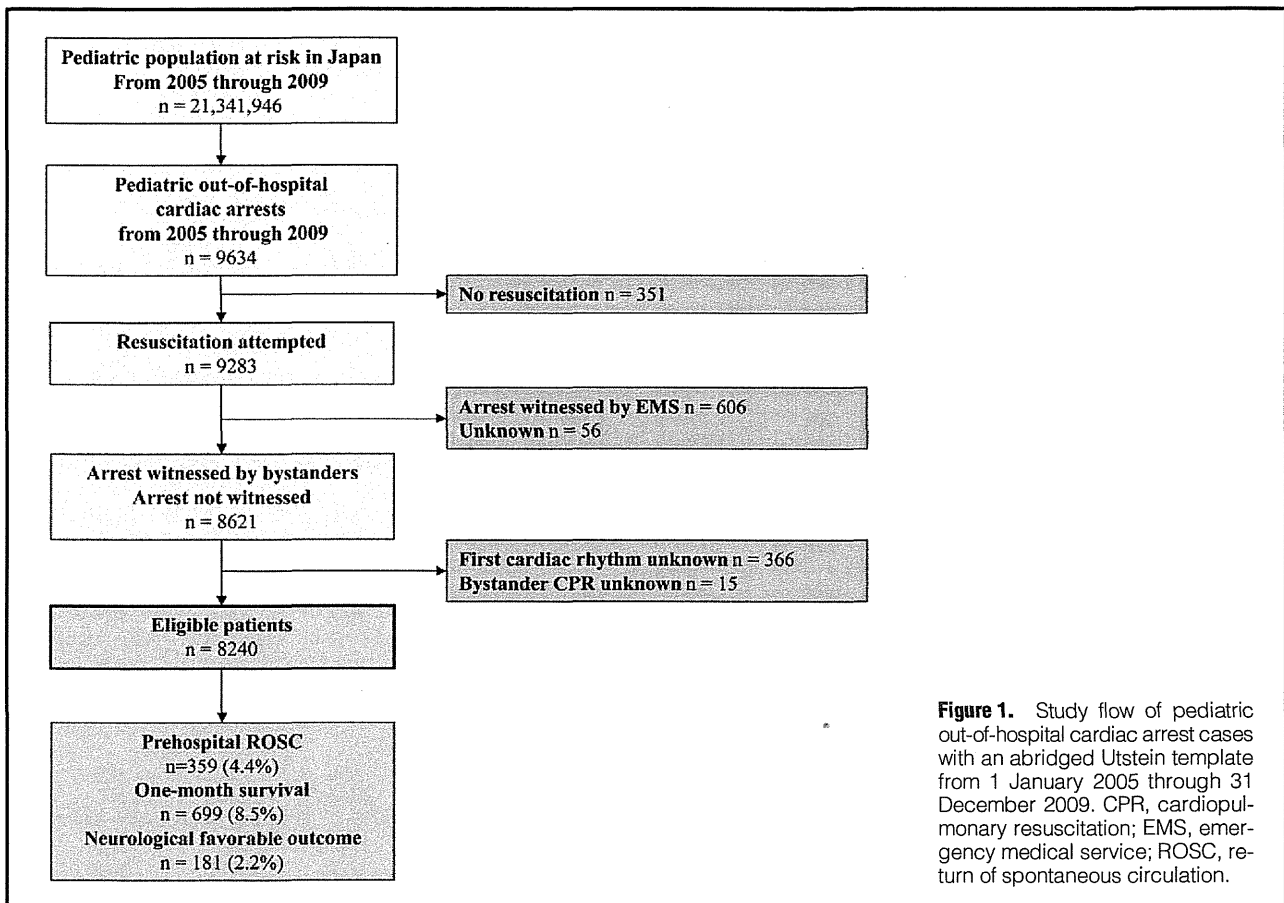 Pediatric population at risk in Japan
From 2005 through 2009
n = 21,341,946
Pediatric out-of-hospital
cardiac arrests
from 2005 through 2009
n = 9634
No resuscitation n = 351
Resuscitation attempted
n = 9283
Arrest witnessed by EMS n = 606
Unknown n = 56
Arrest witnessed by bystanders
Arrest not witnessed
n = 8621
First cardiac rhythm unknown n = 366
Bystander CPR unknown n = 15
Eligible patients
n = 8240
Prehospital ROSC
n=359 (4.4%)
One-month survival
n = 699 (8.5%)
Neurological favorable outcome
n = 181 (2.2%)
Figure 1. Study flow of pediatric
out-of-hospital cardiac arrest cases
with an abridged Utstein template
from 1 January 2005 through 31
December 2009. CPR, cardiopul-
monary resuscitation; EMS, emer-
gency medical service; ROSC, re-
turn of spontaneous circulation.